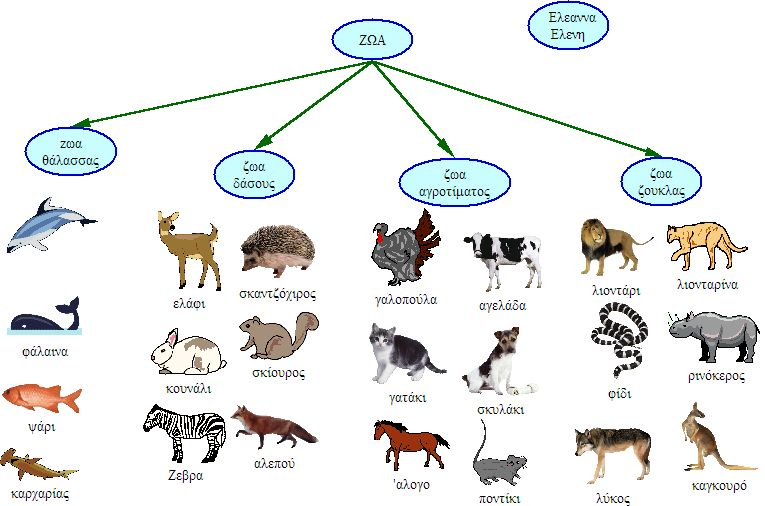 ΖΩΑ
Ελεαννα
Ελενη
zωα
θάλασσας
ζωα
δάσους
ζωα
αγροτίματος
ζωα
ζουκλας
ελάφι
σκαντζόχιρος
γαλοπούλα
αγελάδα
λιοντάρι
λιονταρίνα
φάλαινα
κουνάλι
σκίουρος
γατάκι
σκυλάκι
φίδι
ρινόκερος
ψάρι
Ζεβρα
αλεπού
'αλογο
ποντίκι
λύκος
καγκουρό
καρχαρίας